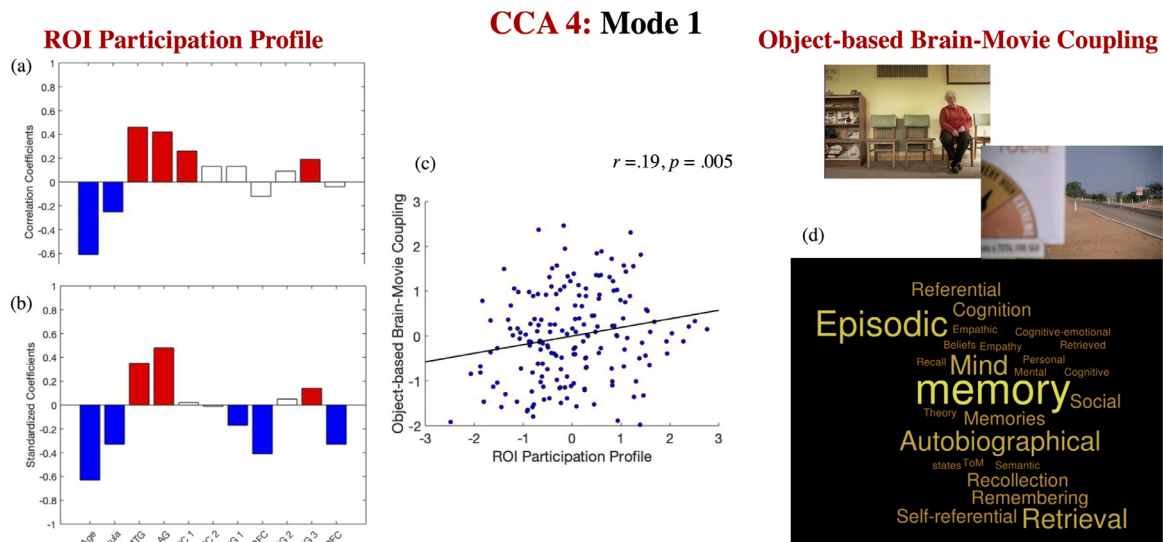 CCA 4: Mode 1
ROI Participation Profile
Object-based Brain-Movie Coupling
(a)
Correlation Coefficients
1
0.8
0.6
0.4
0.2
0
-0.2
-0.4
-0.6
(b)
Standardized Coefficients
1
0.8
0.6
0.4
0.2
0
-0.2
-0.4
-0.6
-0.8
-1
(c)
r =.19, p = .005
Object-based Brain-Movie Coupling
3
2
1
0
-1
-2
-3 -2 -1 0 1 2 3
ROI Participation Profile
TODAY
EXTREME
(d)
Referential
Cognition
Episodic
Empathic
Cognitive-emotional
Beliefs Empathy
Retrieved
Recall
Mind
Personal
Mental
Cognitive
memory
Social
Theory
Memories
Autobiographical
states ToM Semantic
Recollection
Remembering
Self-referential
Retrieval